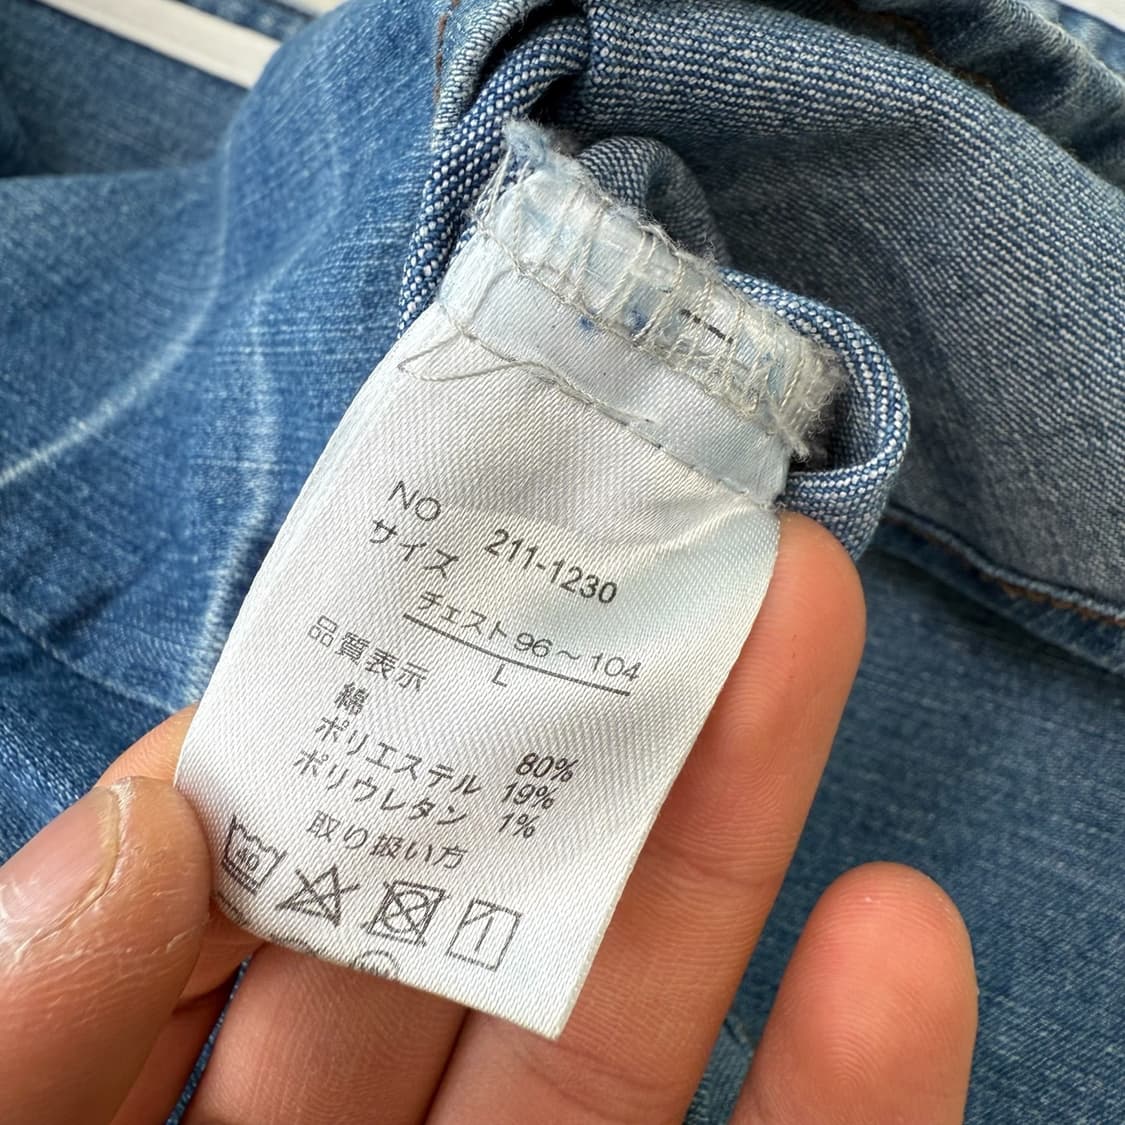 NO 211-1230
サイズ
チェスト96~104
L
品質表示
綿 80%
ポリエステル 19%
ポリウレタン 1%
取り扱い方